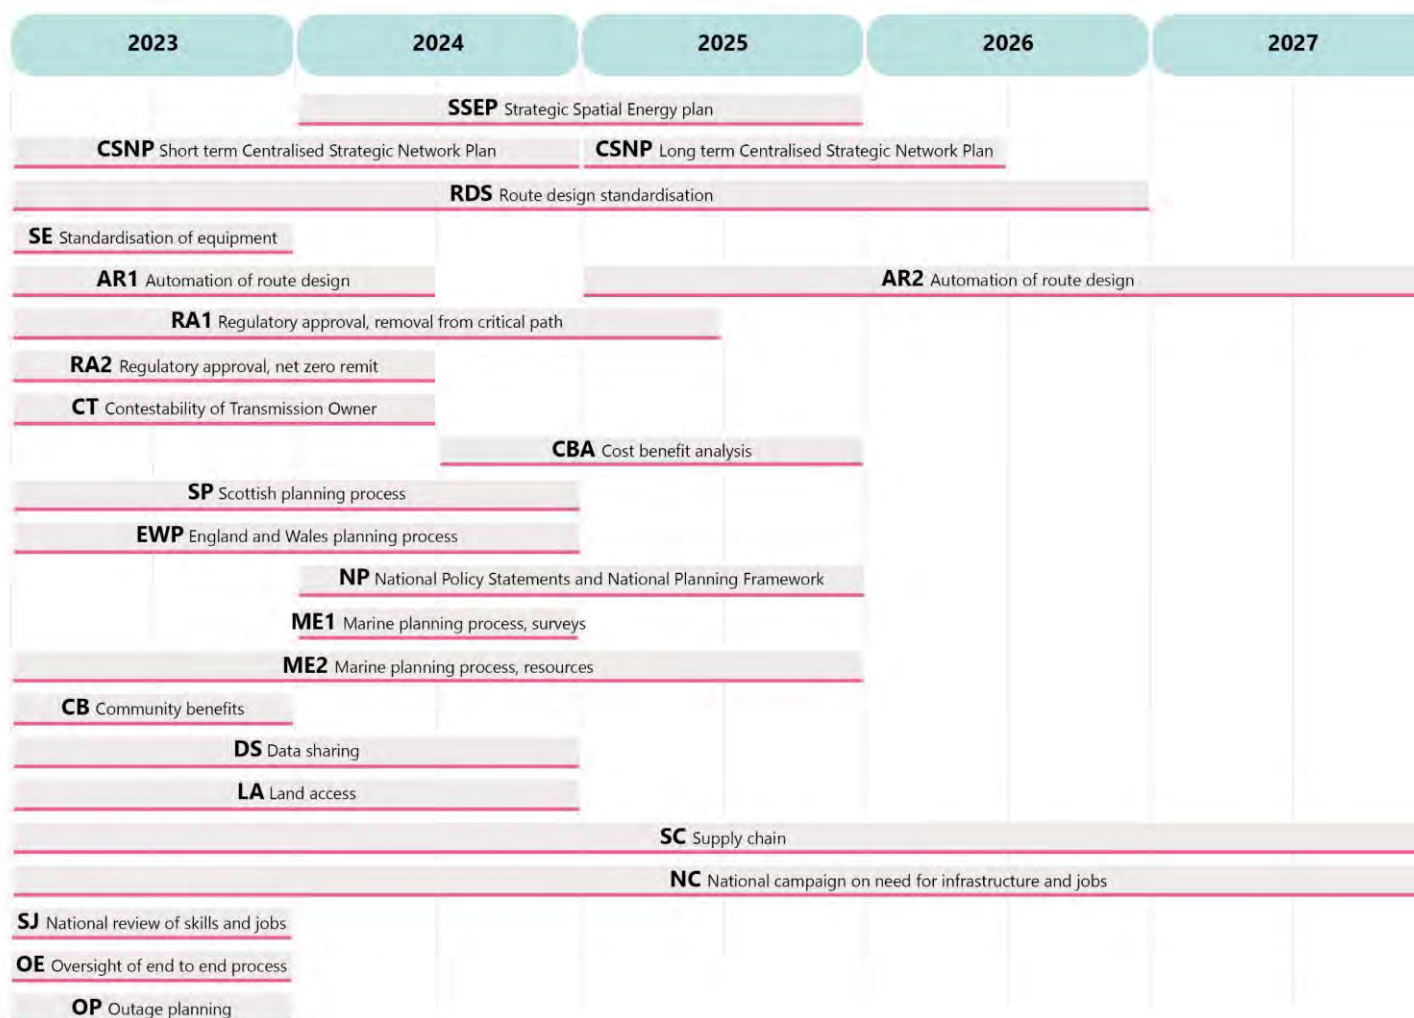 2023 2024 2025 2026 2027
SSEP Strategic Spatial Energy plan
CSNP Short term Centralised Strategic Network Plan CSNP Long term Centralised Strategic Network Plan
RDS Route design standardisation
SE Standardisation of equipment
AR1 Automation of route design AR2 Automation of route design
RA1 Regulatory approval, removal from critical path
RA2 Regulatory approval, net zero remit
CT Contestability of Transmission Owner
CBA Cost benefit analysis
SP Scottish planning process
EWP England and Wales planning process
NP National Policy Statements and National Planning Framework
ME1 Marine planning process, surveys
ME2 Marine planning process, resources
CB Community benefits
DS Data sharing
LA Land access
SC Supply chain
NC National campaign on need for infrastructure and jobs
SJ National review of skills and jobs
OE Oversight of end to end process
OP Outage planning